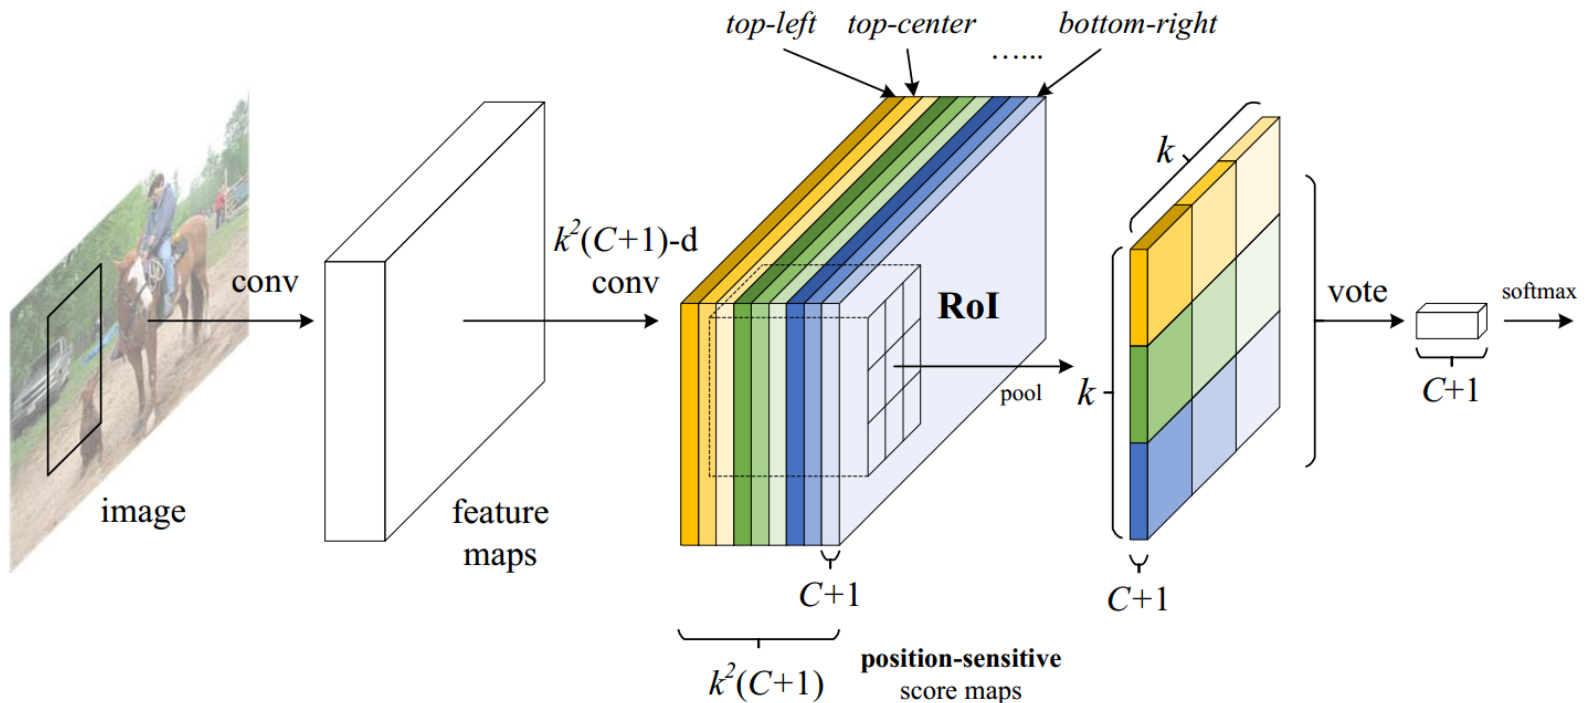 top-left top-center bottom-right
…...
k
k²(C+1)-d
conv
conv
RoI
vote
softmax
pool
k
C+1
image
feature
maps
C+1
C+1
k²(C+1)
position-sensitive
score maps